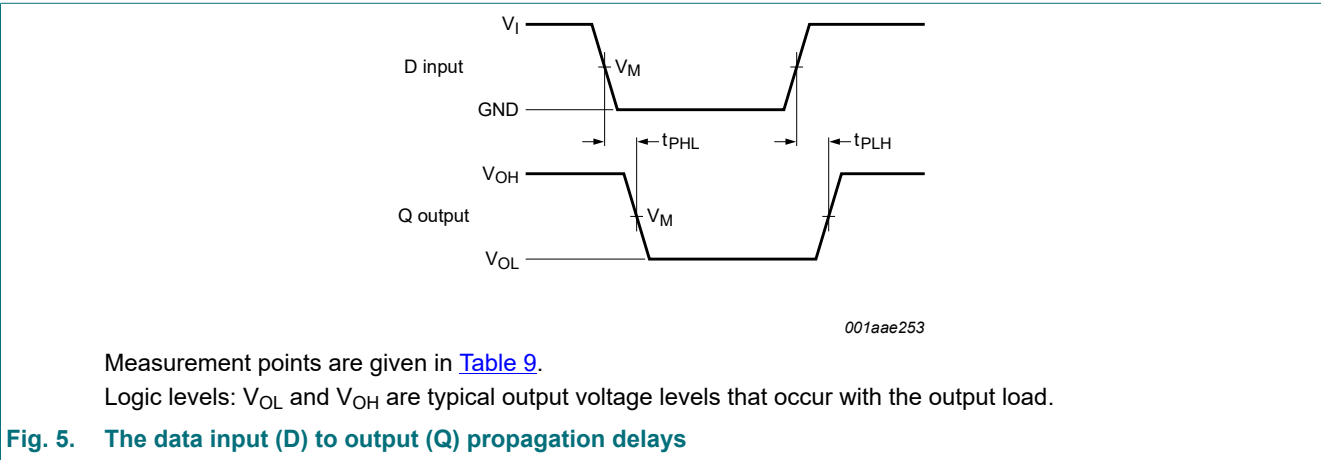 VI
D input
VM
GND
tPHL
tPLH
VOH
Q output
VM
VOL
001aae253
Measurement points are given in Table 9.
Logic levels: VOL and VOH are typical output voltage levels that occur with the output load.
Fig. 5. The data input (D) to output (Q) propagation delays